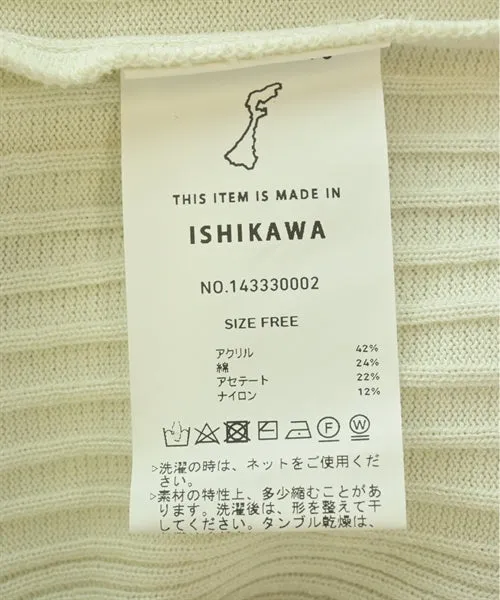 THIS ITEM IS MADE IN
ISHIKAWA
NO.143330002
SIZE FREE
アクリル 42%
綿 24%
アセテート 22%
ナイロン 12%
F W
▷洗濯の時は、ネットをご使用くだ
さい。
▷素材の特性上、多少縮むことがあ
ります。洗濯後は、形を整えて干
してください。タンブル乾燥は、